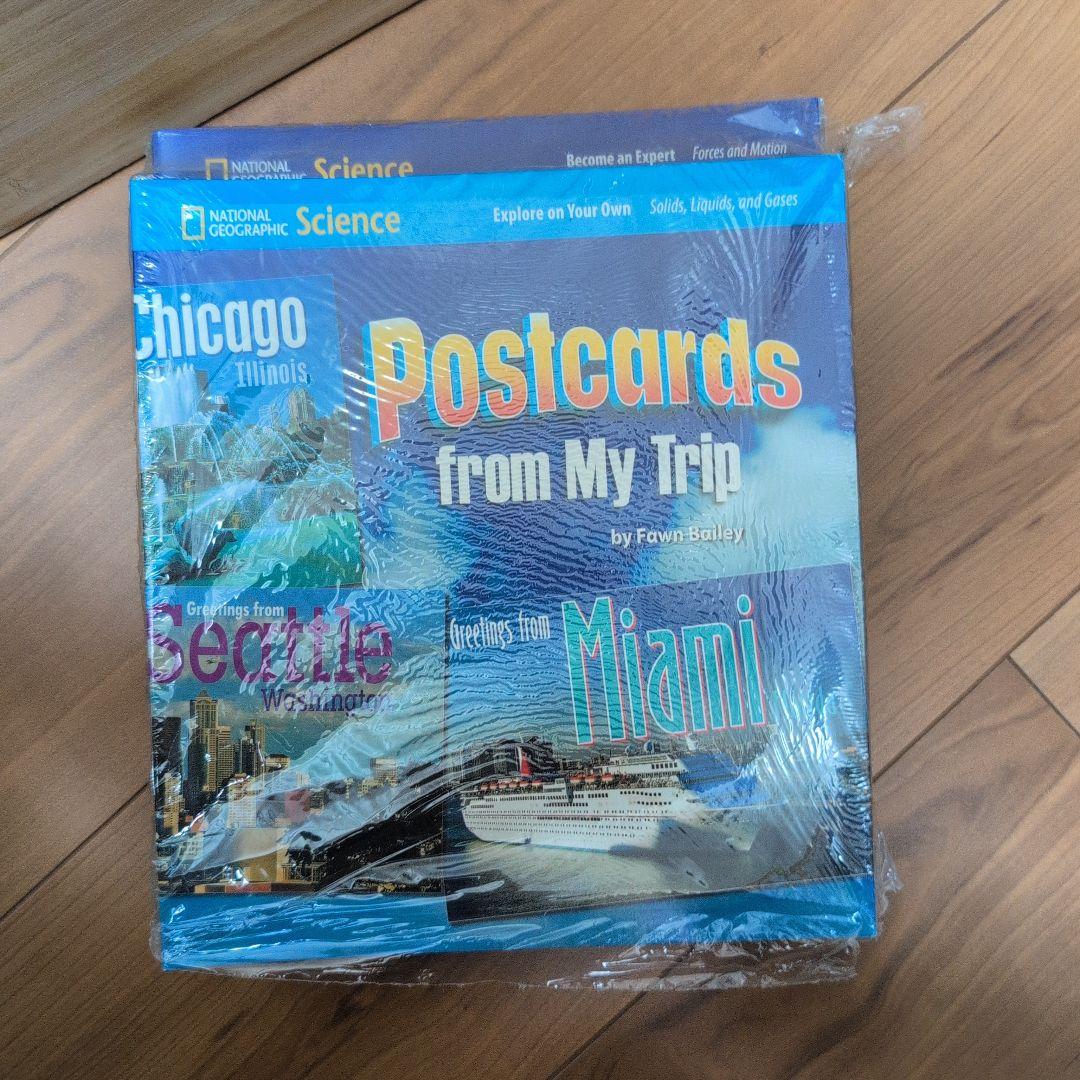 NATIONAL GEOGRAPHIC Science Become an Expert Forces and Motion
NATIONAL
GEOGRAPHIC Science Explore on Your Own Solids, Liquids, and Gases
Chicago
Illinois
Postcards
from My Trip
by Fawn Bailey
Greetings from
Seattle
Washington
Greetings from Miami